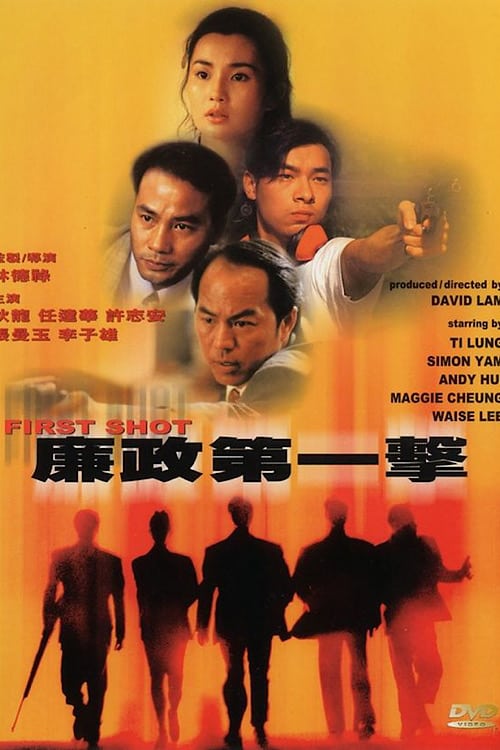 監製/導演
林德祿
主演
狄龍 任達華 許志安
張曼玉 李子雄
produced / directed by
DAVID LAM
starring by
TI LUNG
SIMON YAM
ANDY HUI
MAGGIE CHEUNG
WAISE LEE
FIRST SHOT
廉政第一擊
DVD
VIDEO